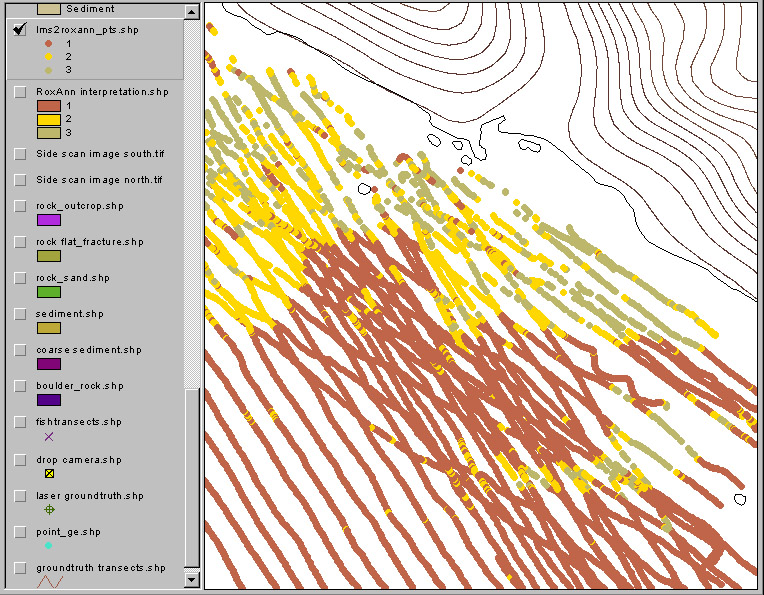 Sediment
lms2roxann_pts.shp
1
2
3
RoxAnn interpretation.shp
1
2
3
Side scan image south.tif
Side scan image north.tif
rock_outcrop.shp
rock flat_fracture.shp
rock_sand.shp
sediment.shp
coarse sediment.shp
boulder_rock.shp
fishtransects.shp
drop camera.shp
laser groundtruth.shp
point_ge.shp
groundtruth transects.shp